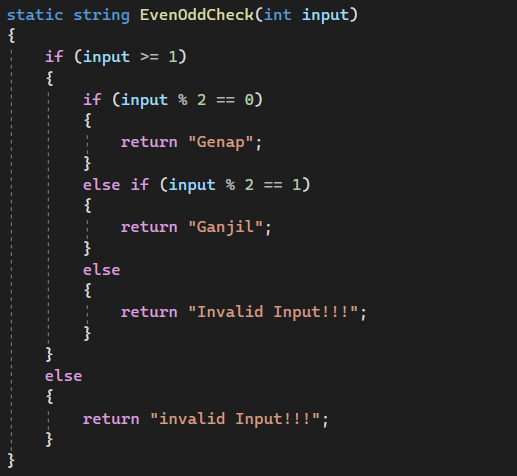 static string EvenOddCheck(int input)
{
    if (input >= 1)
    {
        if (input % 2 == 0)
        {
            return "Genap";
        }
        else if (input % 2 == 1)
        {
            return "Ganjil";
        }
        else
        {
            return "Invalid Input!!!";
        }
    }
    else
    {
        return "invalid Input!!!";
    }
}